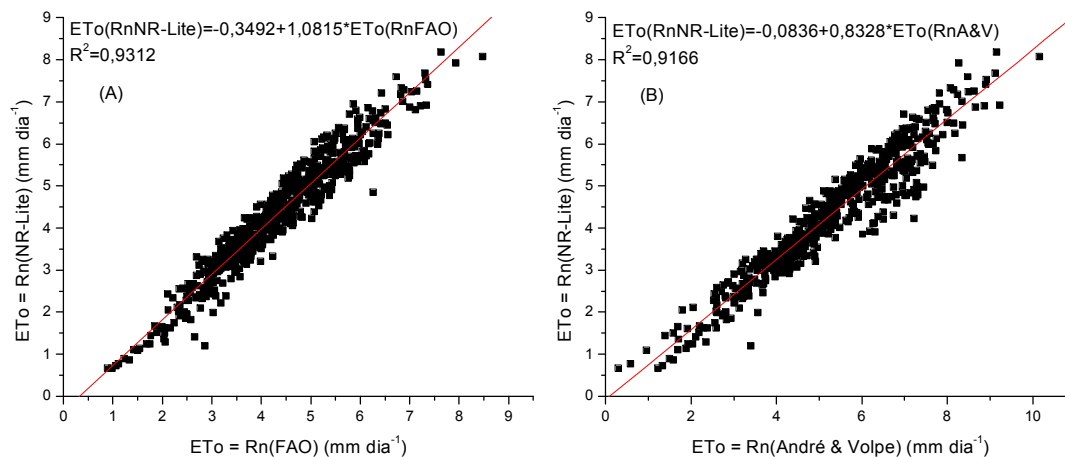 ETo(RnNR-Lite)=-0,3492+1,0815*ETo(RnFAO)
R²=0,9312
(A)
9
8
7
6
5
4
3
2
1
0
ETo = Rn(NR-Lite) (mm dia⁻¹)
0 1 2 3 4 5 6 7 8 9
ETo = Rn(FAO) (mm dia⁻¹)
ETo(RnNR-Lite)=-0,0836+0,8328*ETo(RnA&V)
R²=0,9166
(B)
9
8
7
6
5
4
3
2
1
0
ETo = Rn(NR-Lite) (mm dia⁻¹)
0 2 4 6 8 10
ETo = Rn(André & Volpe) (mm dia⁻¹)